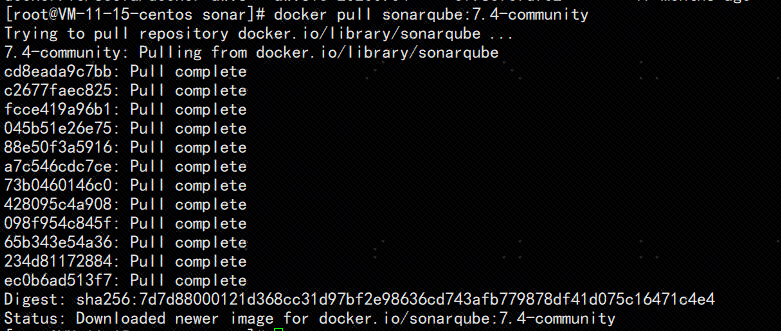 [root@VM-11-15-centos sonar]# docker pull sonarqube:7.4-community
Trying to pull repository docker.io/library/sonarqube ...
7.4-community: Pulling from docker.io/library/sonarqube
cd8eada9c7bb: Pull complete
c2677faec825: Pull complete
fcce419a96b1: Pull complete
045b51e26e75: Pull complete
88e50f3a5916: Pull complete
a7c546cdc7ce: Pull complete
73b0460146c0: Pull complete
428095c4a908: Pull complete
098f954c845f: Pull complete
65b343e54a36: Pull complete
234d81172884: Pull complete
ec0b6ad513f7: Pull complete
Digest: sha256:7d7d88000121d368cc31d97bf2e98636cd743afb779878df41d075c16471c4e4
Status: Downloaded newer image for docker.io/sonarqube:7.4-community